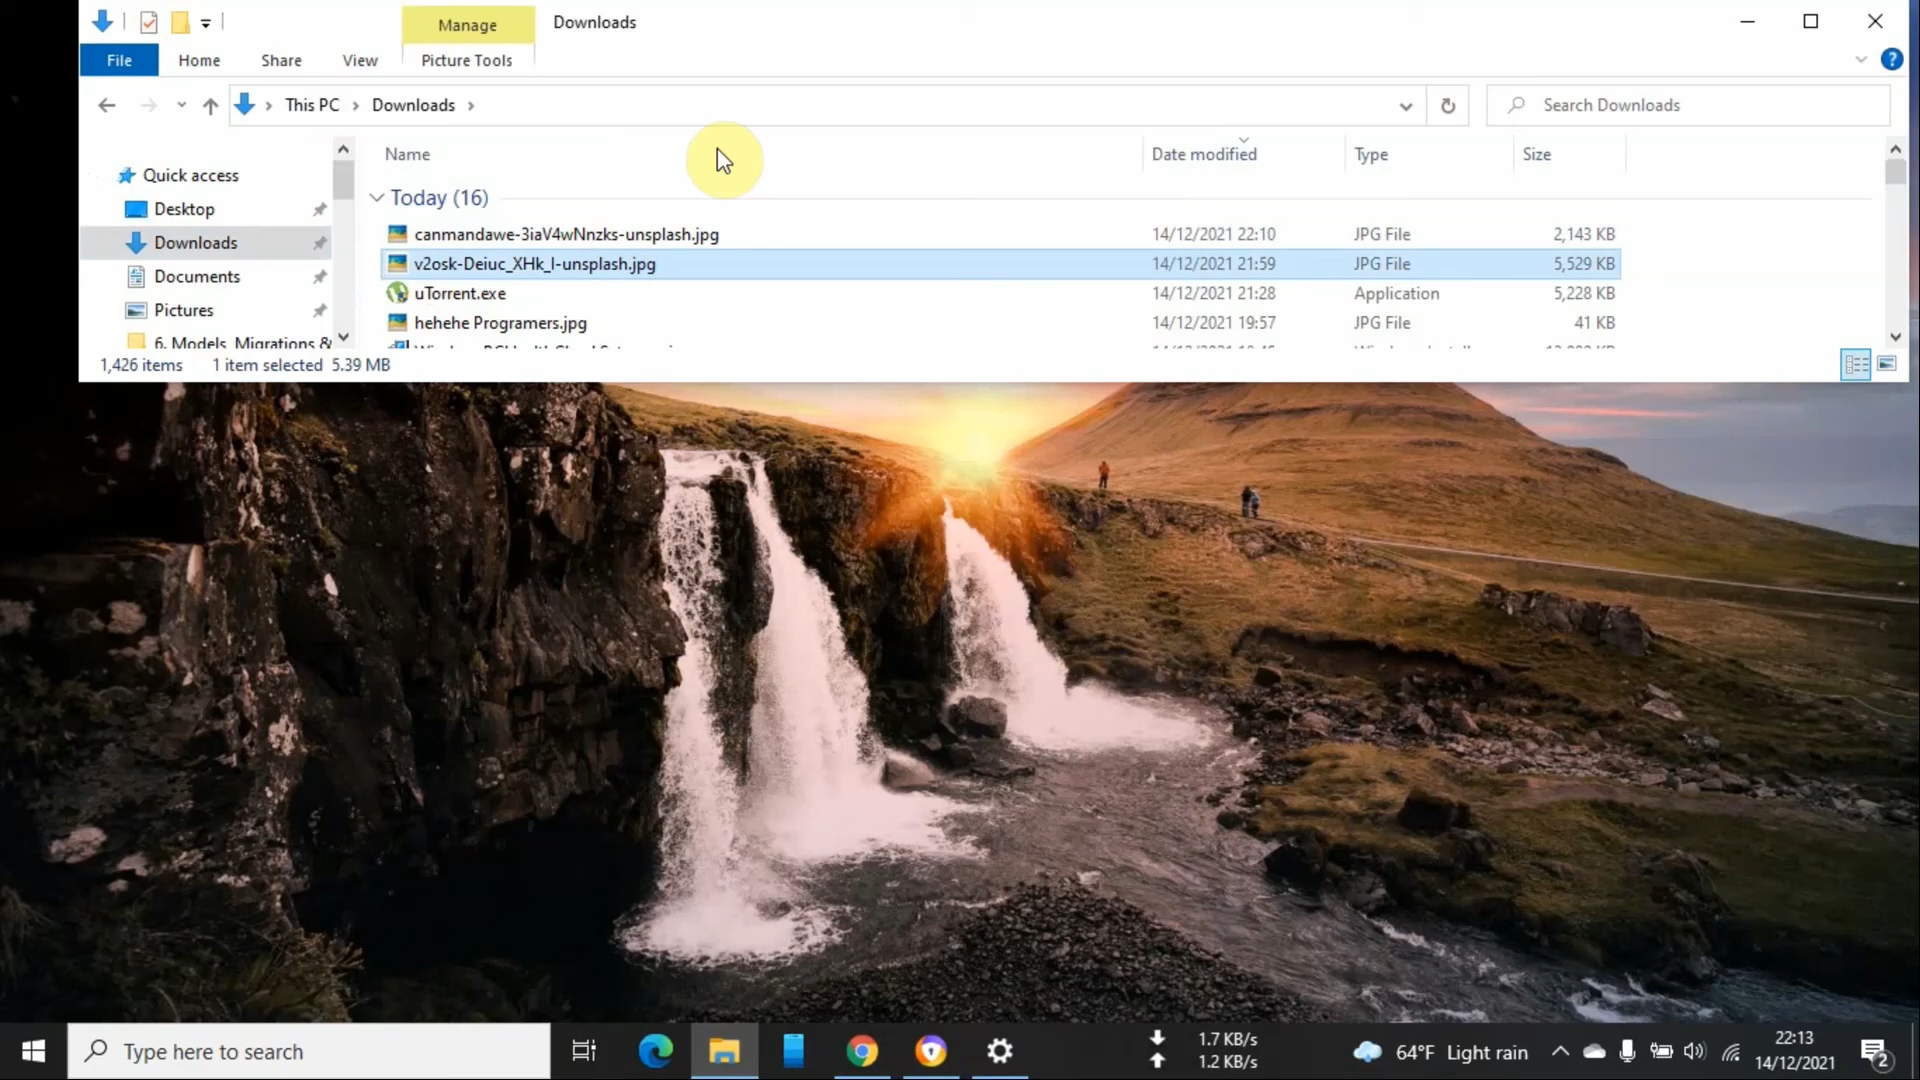 Manage
Downloads
File
Home
Share
View
Picture Tools
This PC
Downloads
Search Downloads
Name
Date modified
Type
Size
Quick access
Today (16)
Desktop
canmandawe-3iaV4wNnzks-unsplash.jpg 14/12/2021 22:10 JPG File 2,143 KB
Downloads
v2osk-Deiuc_XHk_I-unsplash.jpg 14/12/2021 21:59 JPG File 5,529 KB
Documents
uTorrent.exe 14/12/2021 21:28 Application 5,228 KB
Pictures
hehehe Programers.jpg 14/12/2021 19:57 JPG File 41 KB
6. Models, Migrations &
1,426 items
1 item selected 5.39 MB
Type here to search
1.7 KB/s
1.2 KB/s
64°F Light rain
22:13
14/12/2021
2